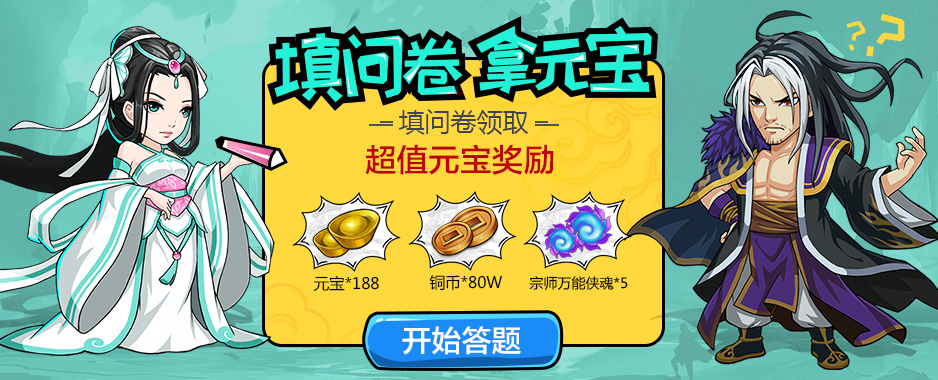 填问卷 拿元宝
填问卷领取
超值元宝奖励
元宝*188
铜币*80W
宗师万能侠魂*5
开始答题
??